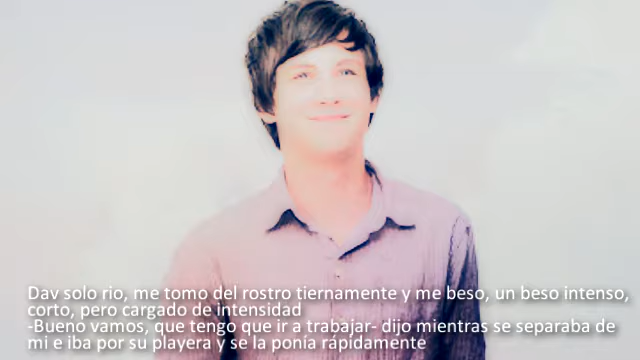 Dav solo rio, me tomo del rostro tiernamente y me beso, un beso intenso,
corto, pero cargado de intensidad
-Bueno vamos, que tengo que ir a trabajar- dijo mientras se separaba de
mi e iba por su playera y se la ponía rápidamente